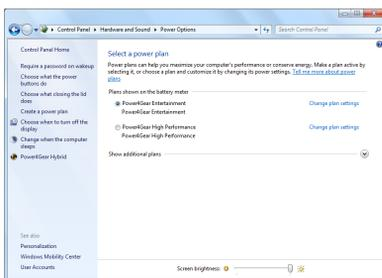 Control Panel ▸ Hardware and Sound ▸ Power Options
Search Control Panel
Control Panel Home
Require a password on wakeup
Choose what the power
buttons do
Choose what closing the lid
does
Create a power plan
Choose when to turn off the
display
Change when the computer
sleeps
Power4Gear Hybrid
See also
Personalization
Windows Mobility Center
User Accounts
Select a power plan
Power plans can help you maximize your computer's performance or conserve energy. Make a plan active by
selecting it, or choose a plan and customize it by changing its power settings. Tell me more about power
plans
Plans shown on the battery meter
Power4Gear Entertainment Change plan settings
Power4Gear Entertainment
Power4Gear High Performance Change plan settings
Power4Gear High Performance
Show additional plans
Screen brightness: